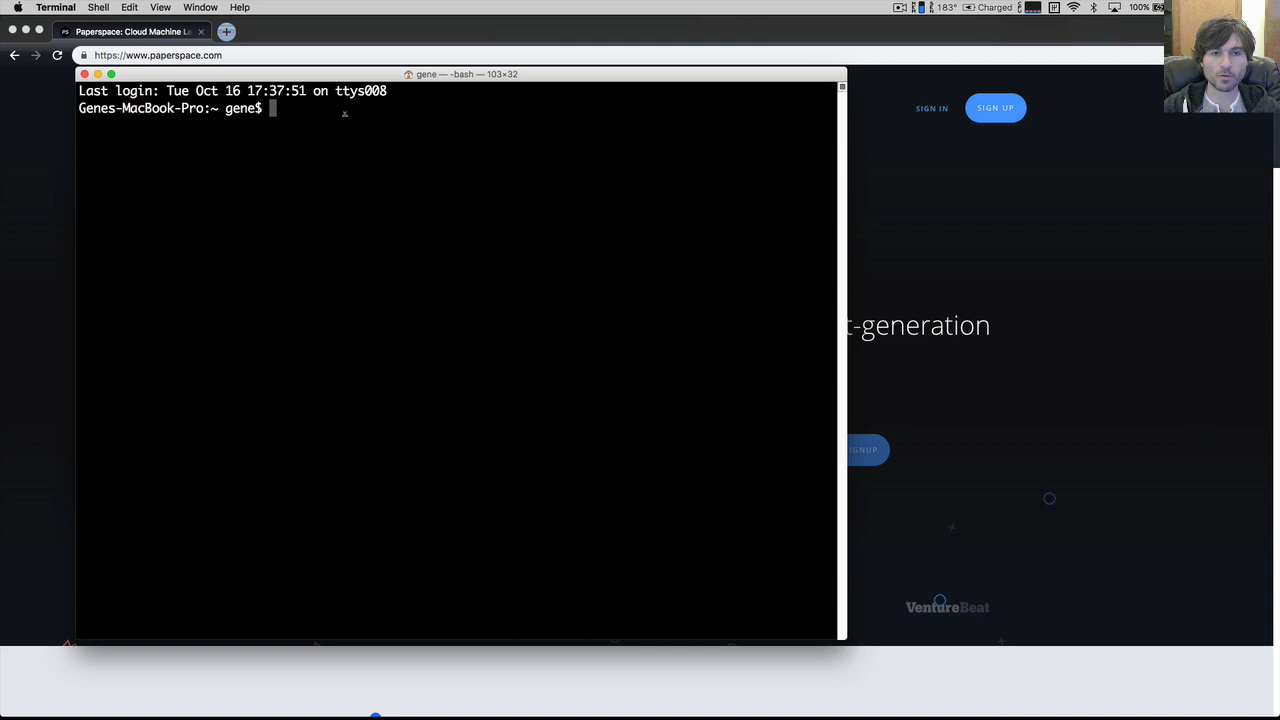 Terminal Shell Edit View Window Help 183° Charged 100%
Paperspace: Cloud Machine Le
https://www.paperspace.com
gene — -bash — 103×32
Last login: Tue Oct 16 17:37:51 on ttys008
Genes-MacBook-Pro:~ gene$
SIGN IN
SIGN UP
t-generation
IGNUP
VentureBeat